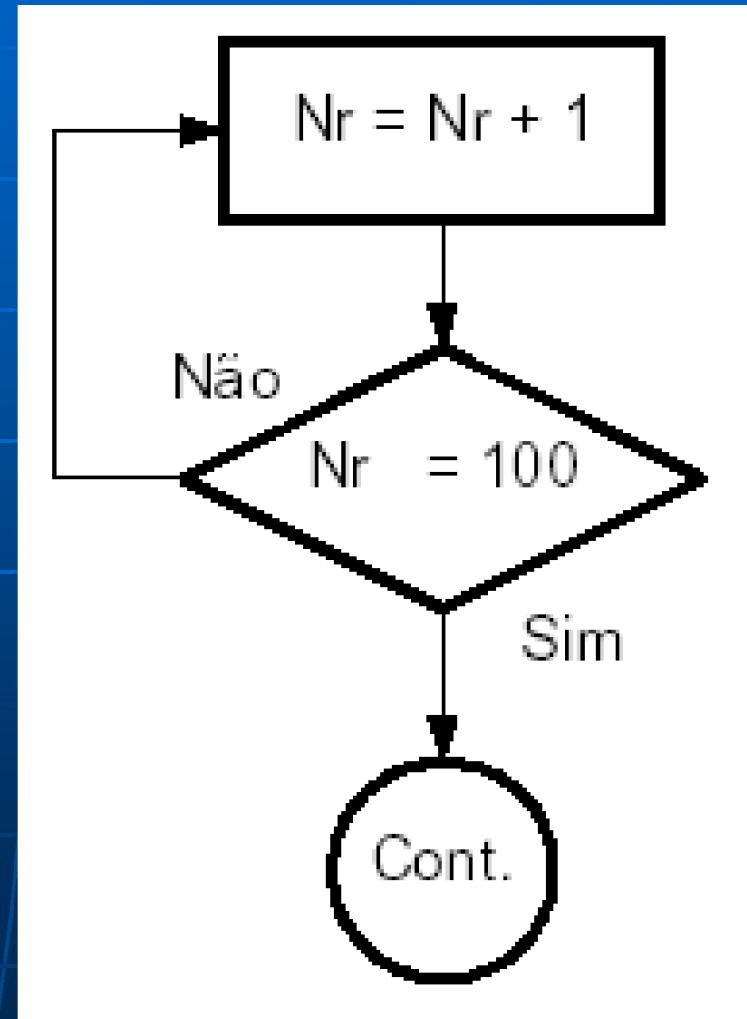 Nr = Nr + 1
Não
Nr = 100
Sim
Cont.